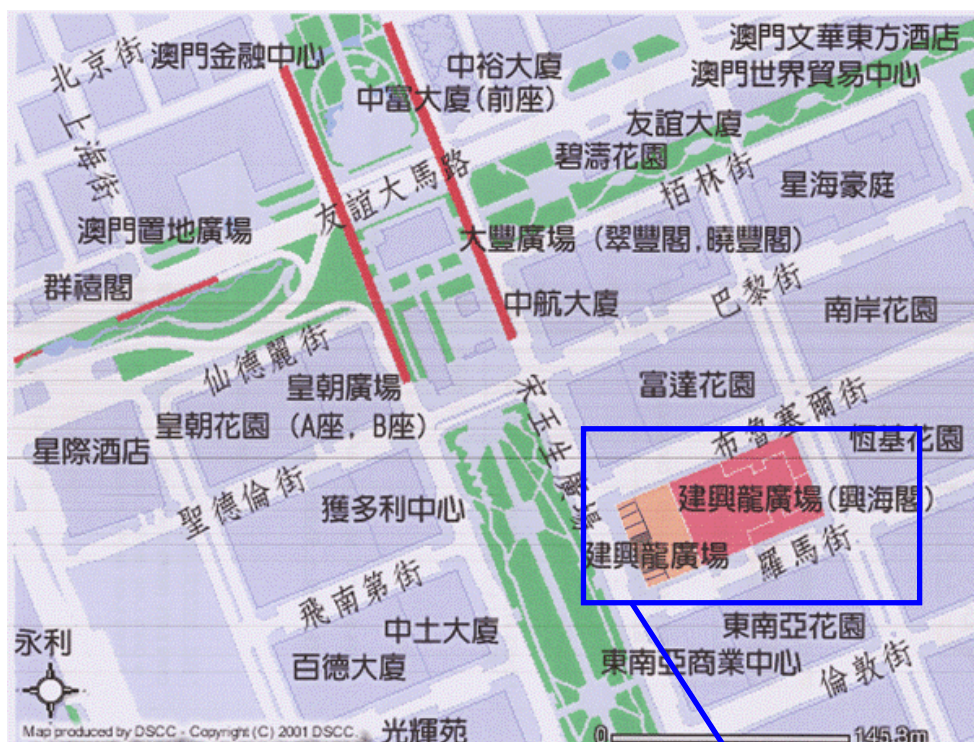 澳門文華東方酒店
北京街
澳門金融中心
中裕大廈
澳門世界貿易中心
中富大廈(前座)
上海街
友誼大廈
碧濤花園
友誼大馬路
栢林街
星海豪庭
澳門置地廣場
大豐廣場 (翠豐閣,曉豐閣)
群禧閣
中航大廈
巴黎街
南岸花園
仙德麗街
皇朝廣場
富達花園
皇朝花園 (A座, B座)
宋玉生廣場
布魯塞爾街
恆基花園
星際酒店
聖德倫街
獲多利中心
建興龍廣場(興海閣)
建興龍廣場
羅馬街
飛南第街
中土大廈
東南亞花園
永利
百德大廈
東南亞商業中心
倫敦街
光輝苑
Map produced by DSCC - Copyright (C) 2001 DSCC
0 145.3m